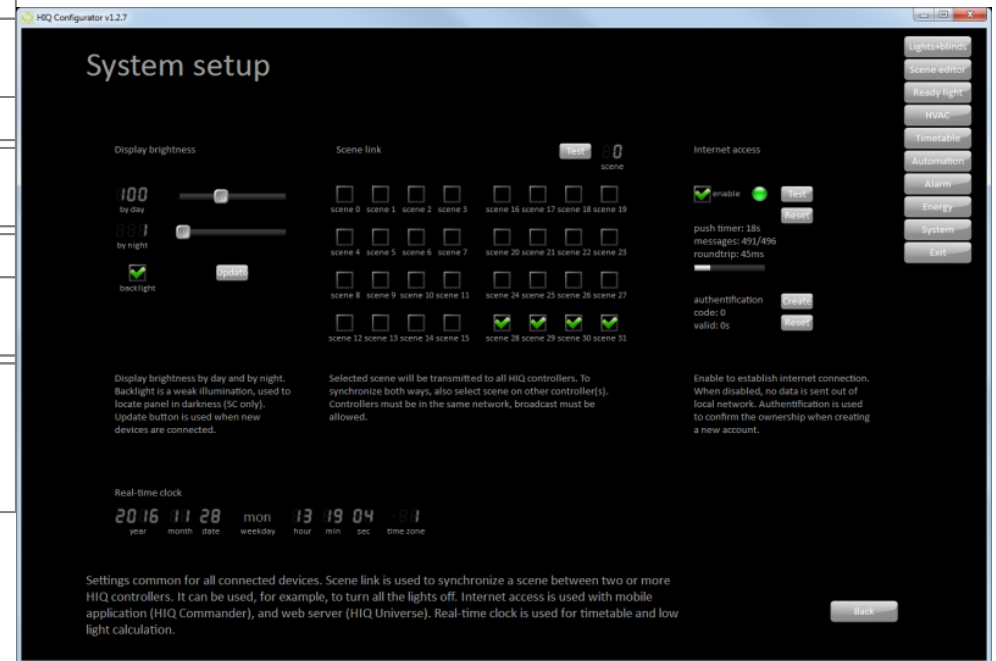 HIQ Configurator v1.2.7
System setup
Lights+blinds
Scene editor
Ready light
HVAC
Timetable
Automation
Alarm
Energy
System
Exit
Display brightness
100
by day
1
by night
backlight
Update
Scene link
Test
0
scene
scene 0 scene 1 scene 2 scene 3 scene 16 scene 17 scene 18 scene 19
scene 4 scene 5 scene 6 scene 7 scene 20 scene 21 scene 22 scene 23
scene 8 scene 9 scene 10 scene 11 scene 24 scene 25 scene 26 scene 27
scene 12 scene 13 scene 14 scene 15 scene 28 scene 29 scene 30 scene 31
Internet access
enable
Test
Reset
push timer: 18s
messages: 491/496
roundtrip: 45ms
authentification
Create
code: 0
valid: 0s
Reset
Display brightness by day and by night.
Backlight is a weak illumination, used to
locate panel in darkness (SC only).
Update button is used when new
devices are connected.
Selected scene will be transmitted to all HIQ controllers. To
synchronize both ways, also select scene on other controller(s).
Controllers must be in the same network, broadcast must be
allowed.
Enable to establish internet connection.
When disabled, no data is sent out of
local network. Authentification is used
to confirm the ownership when creating
a new account.
Real-time clock
2016 11 28 mon 13 19 04 -1
year month date weekday hour min sec time zone
Settings common for all connected devices. Scene link is used to synchronize a scene between two or more
HIQ controllers. It can be used, for example, to turn all the lights off. Internet access is used with mobile
application (HIQ Commander), and web server (HIQ Universe). Real-time clock is used for timetable and low
light calculation.
Back